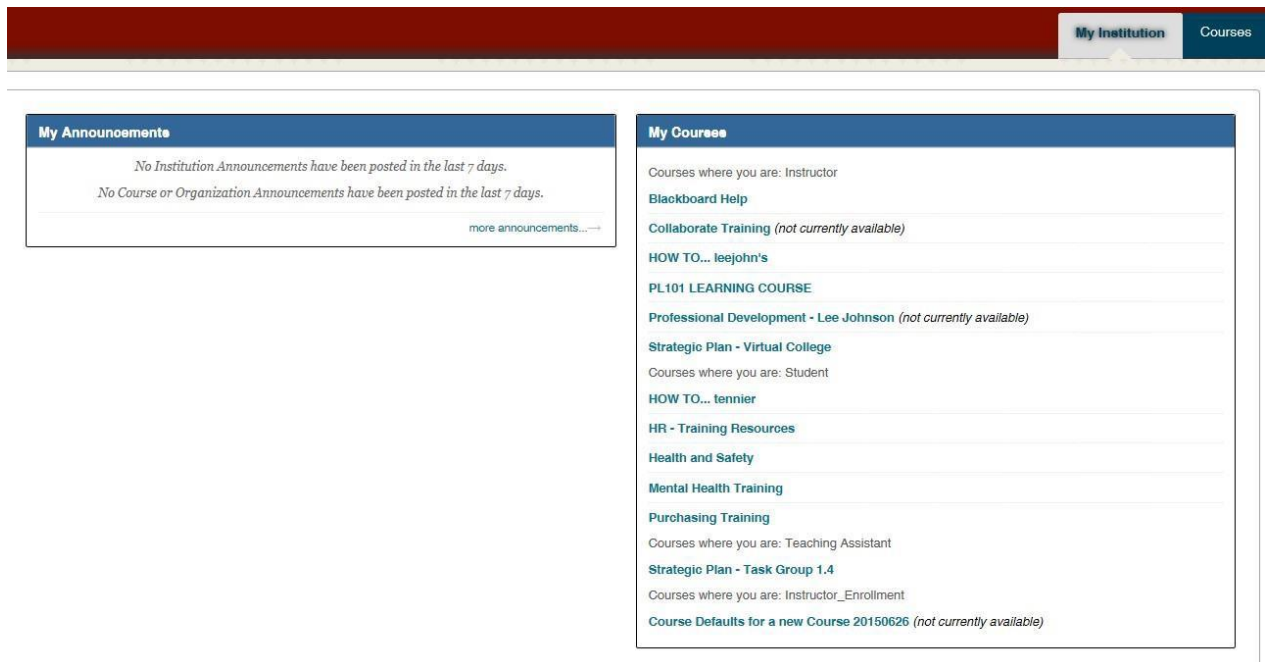 My Institution
Courses
My Announcements
No Institution Announcements have been posted in the last 7 days.
No Course or Organization Announcements have been posted in the last 7 days.
more announcements...→
My Courses
Courses where you are: Instructor
Blackboard Help
Collaborate Training (not currently available)
HOW TO... leejohn's
PL101 LEARNING COURSE
Professional Development - Lee Johnson (not currently available)
Strategic Plan - Virtual College
Courses where you are: Student
HOW TO... tennier
HR - Training Resources
Health and Safety
Mental Health Training
Purchasing Training
Courses where you are: Teaching Assistant
Strategic Plan - Task Group 1.4
Courses where you are: Instructor_Enrollment
Course Defaults for a new Course 20150626 (not currently available)